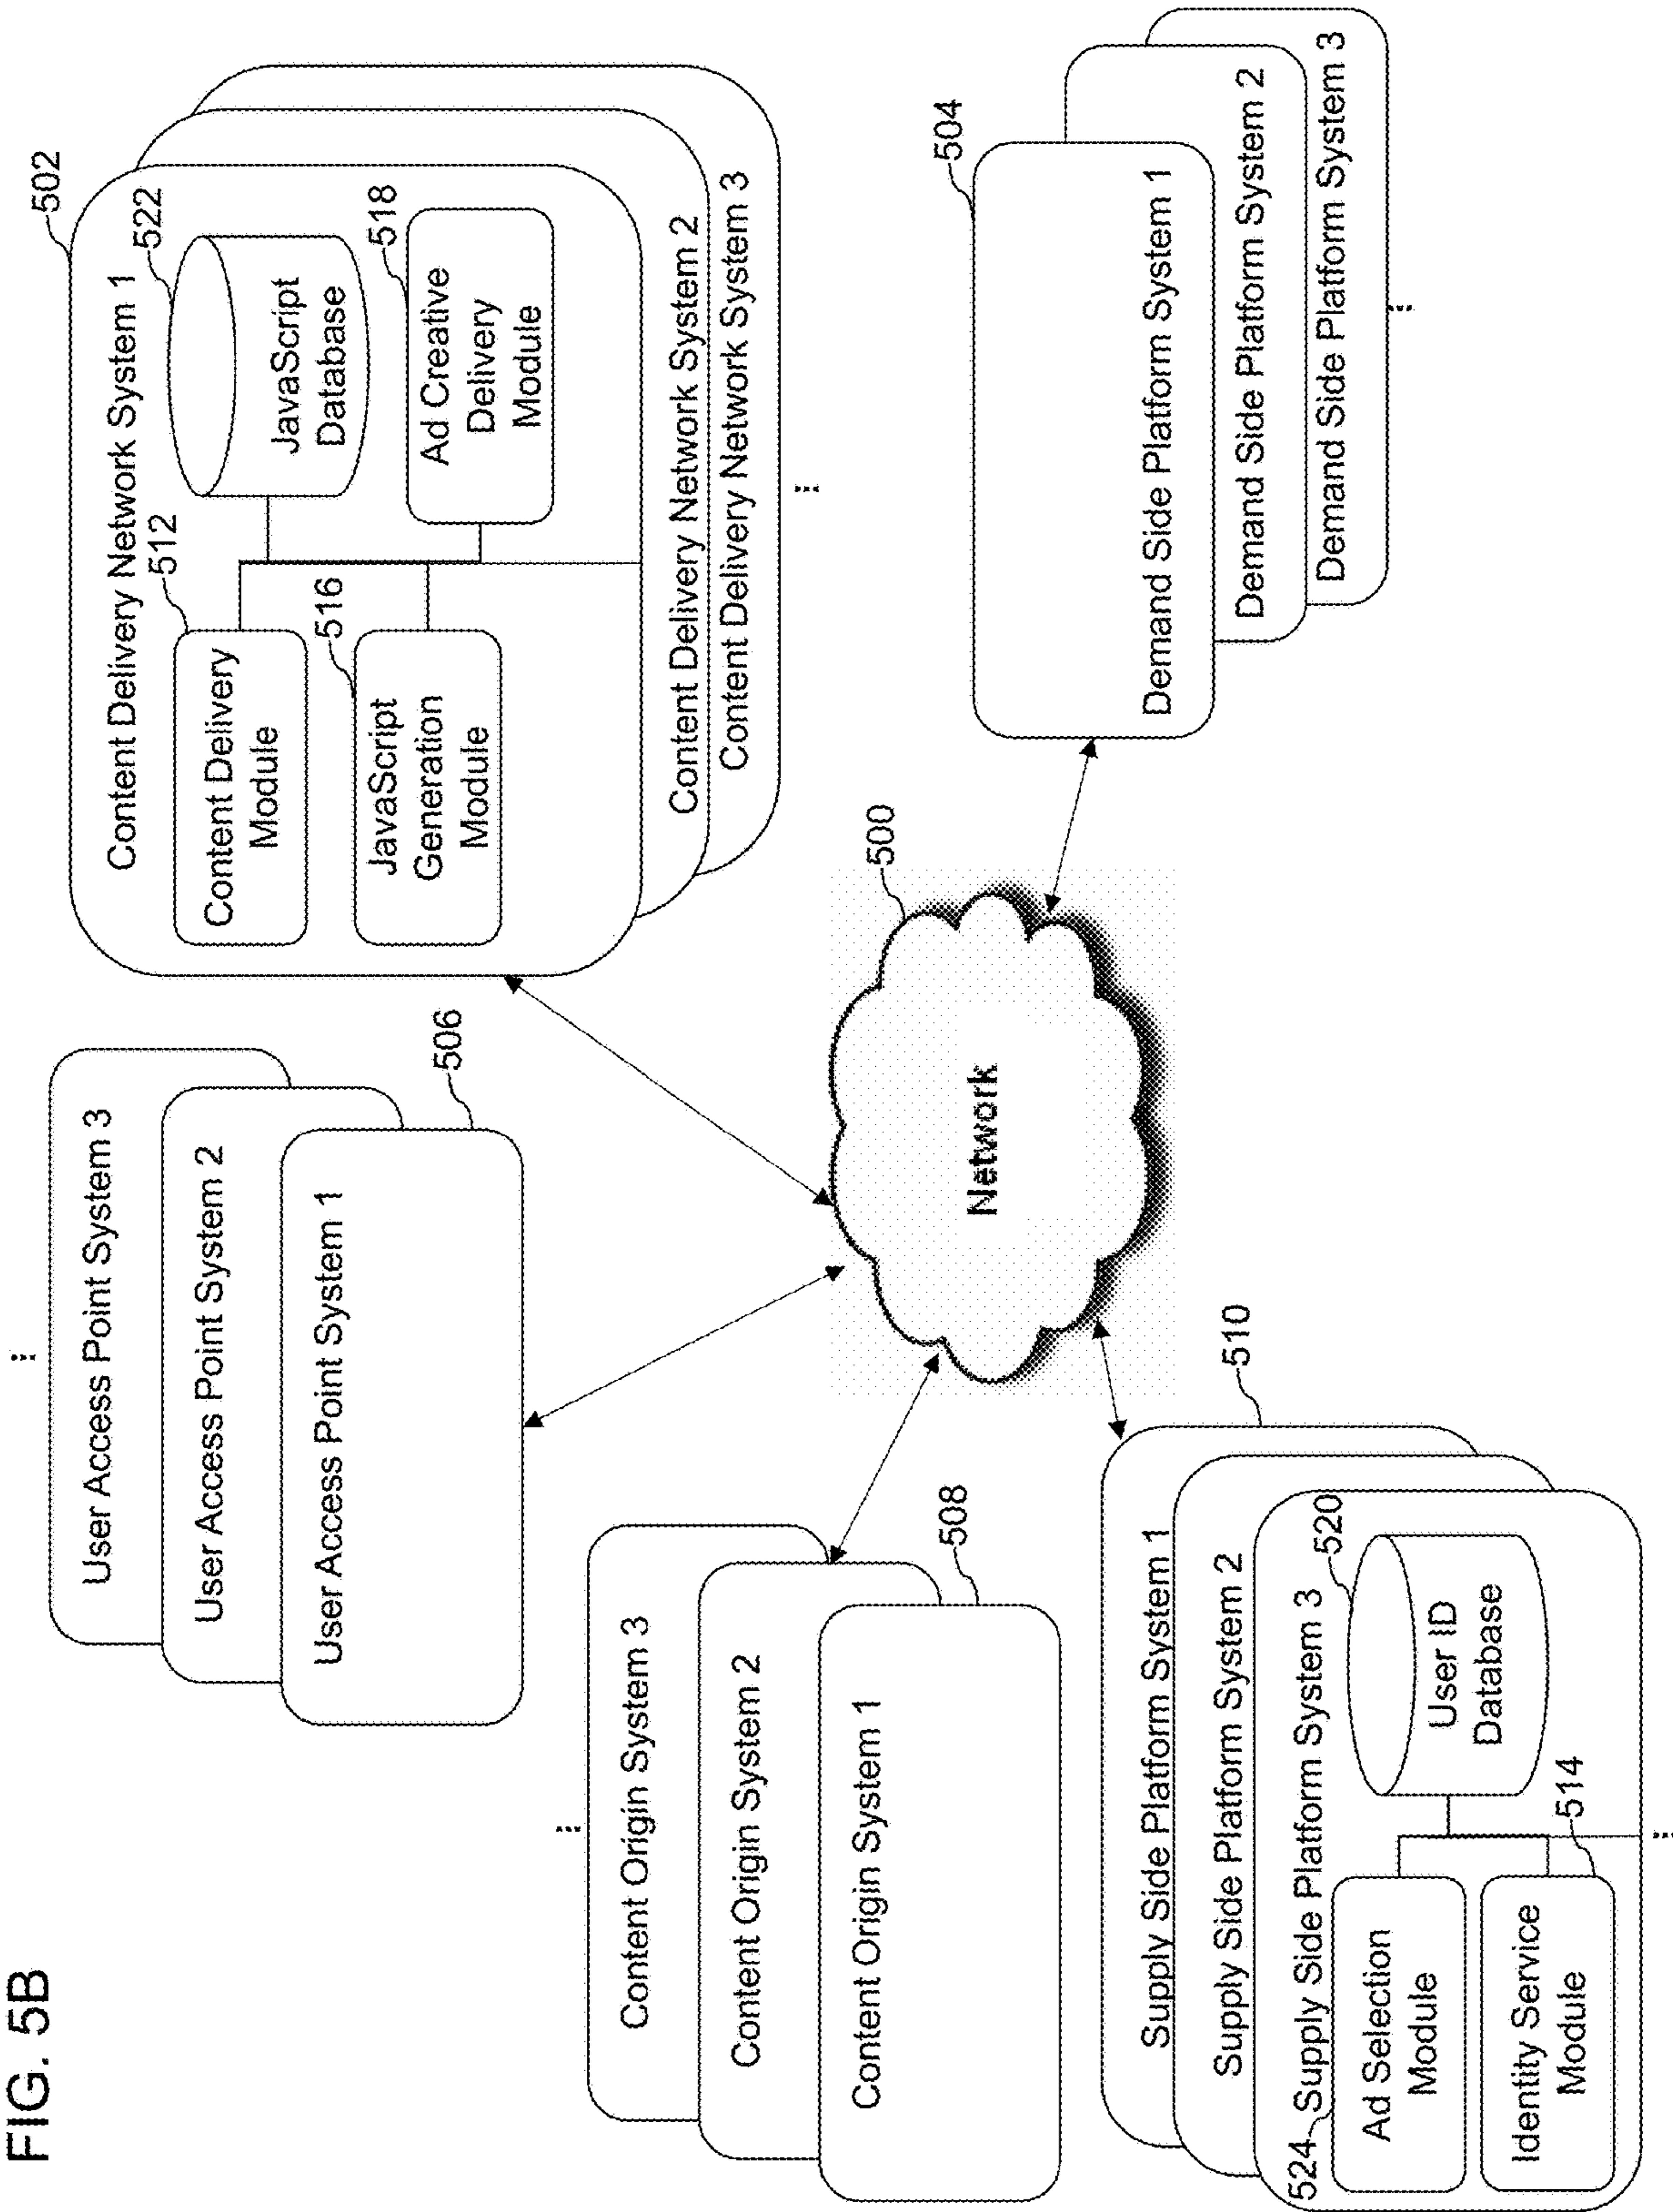 FIG. 5B
User Access Point System 3
User Access Point System 2
User Access Point System 1
506
Content Delivery Network System 1
502
Content Delivery
Module
512
JavaScript
Database
522
JavaScript
Generation
Module
516
Ad Creative
Delivery
Module
518
Content Delivery Network System 2
Content Delivery Network System 3
Content Origin System 3
Content Origin System 2
Content Origin System 1
508
Network
500
Demand Side Platform System 1
504
Demand Side Platform System 2
Demand Side Platform System 3
Supply Side Platform System 1
510
Supply Side Platform System 2
Supply Side Platform System 3
524
Ad Selection
Module
User ID
Database
520
Identity Service
Module
514